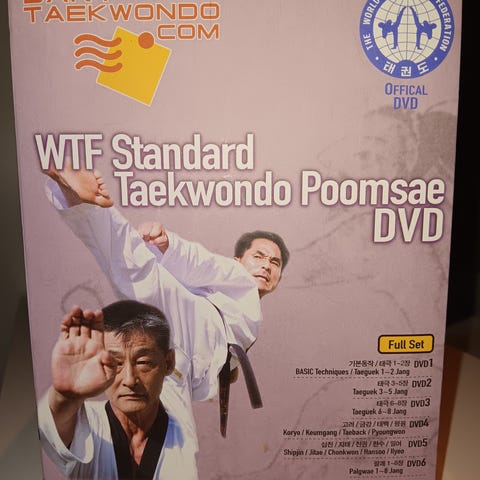 TAEKWONDO
.COM
THE WORLD
FEDERATION
태권도
OFFICAL
DVD
WTF Standard
Taekwondo Poomsae
DVD
Full Set
기본동작 / 태극 1~2장 DVD1
BASIC Techniques / Taeguek 1~2 Jang
태극 3~5장 DVD2
Taeguek 3~5 Jang
태극 6~8장 DVD3
Taeguek 6~8 Jang
고려 / 금강 / 태백 / 평원 DVD4
Koryo / Keumgang / Taeback / Pyoungwon
십진 / 지태 / 천권 / 한수 / 일여 DVD5
Shipjin / Jitae / Chonkwon / Hansoo / Ilyeo
팔괘 1~8장 DVD6
Palgwae 1~8 Jang